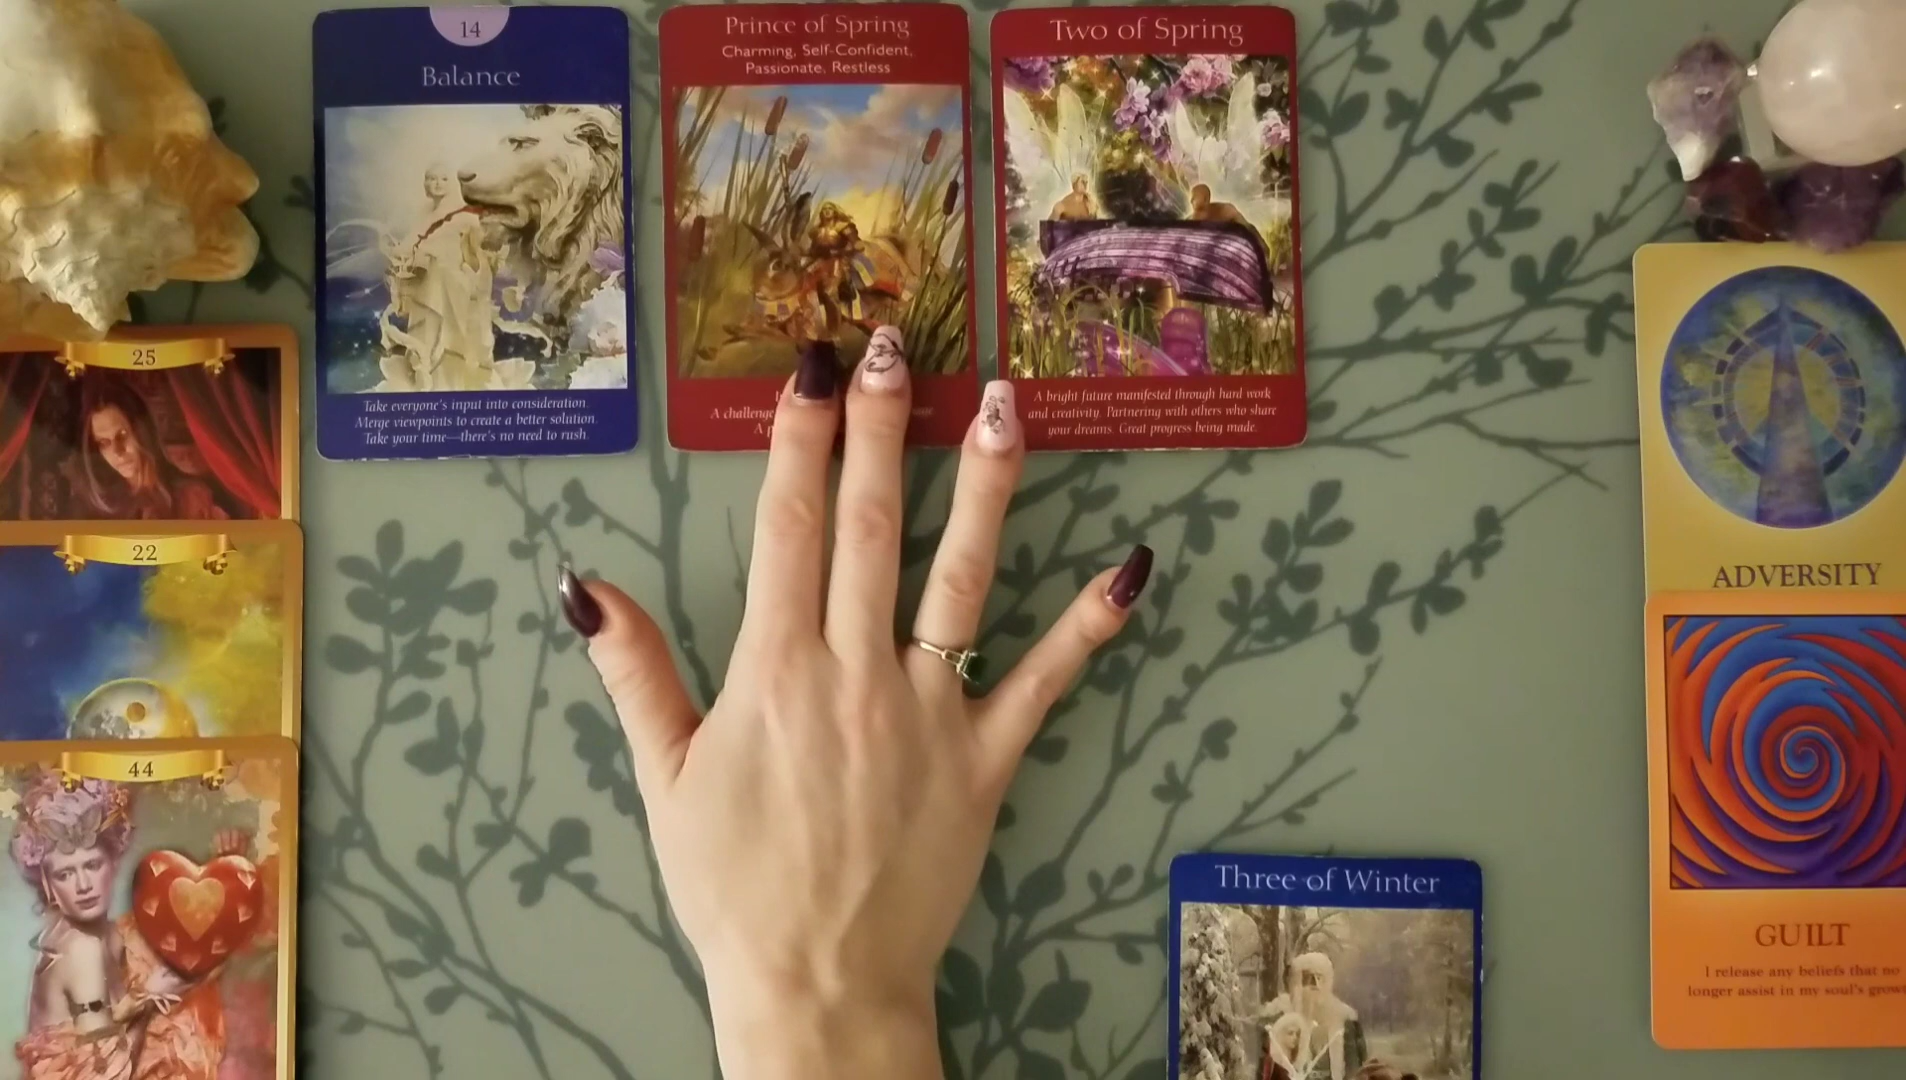 14
Balance
Take everyone's input into consideration.
Merge viewpoints to create a better solution.
Take your time—there's no need to rush.
Prince of Spring
Charming, Self-Confident,
Passionate, Restless
A challenge
A
Two of Spring
A bright future manifested through hard work
and creativity. Partnering with others who share
your dreams. Great progress being made.
25
22
44
ADVERSITY
GUILT
I release any beliefs that no
longer assist in my soul's
Three of Winter